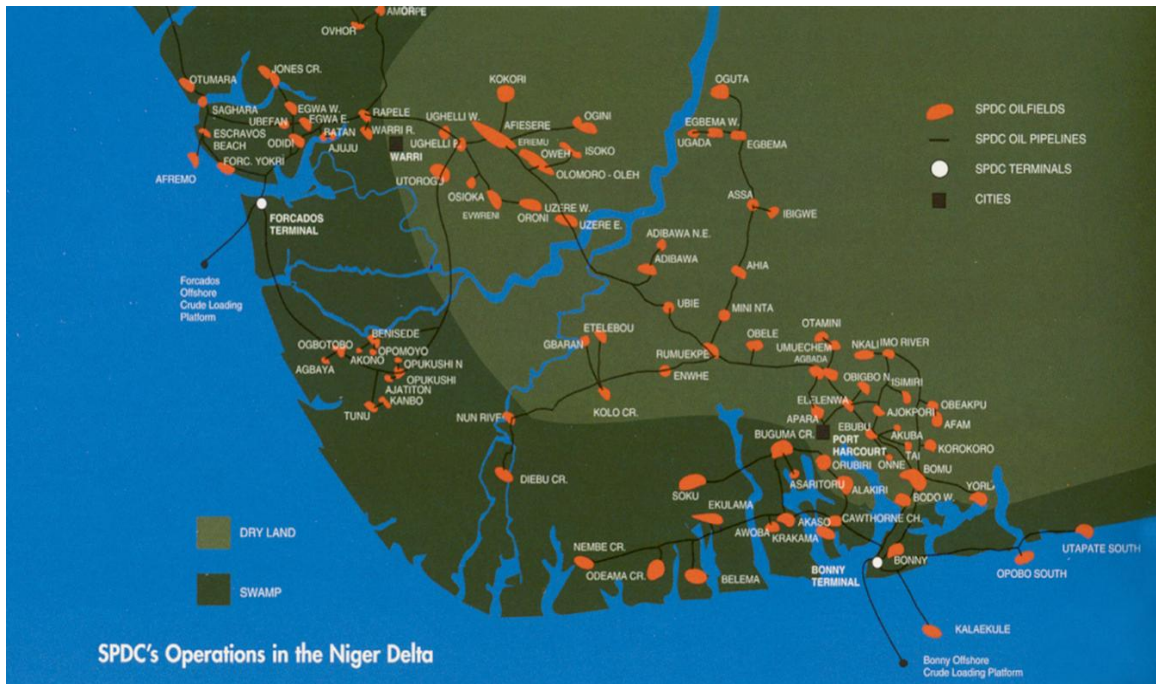 AMORPE
OVHOR
OTUMARA
JONES CR.
SAGHARA
EGWA W.
UBEFAN
EGWA E.
ESCRAVOS
BEACH
ODIDI
BATAN
AJUJU
RAPELE
WARRI R.
FORC. YOKRI
AFREMO
WARRI
UGHELLI W.
UGHELLI E.
KOKORI
AFIESERE
ERIEMU
OGINI
OWEH
ISOKO
OLOMORO - OLEH
UTOROGU
OSIOKA
EVWRENI
ORONI
UZERE W.
UZERE E.
OGUTA
EGBEMA W.
UGADA
EGBEMA
ASSA
IBIGWE
SPDC OILFIELDS
SPDC OIL PIPELINES
SPDC TERMINALS
CITIES
FORCADOS
TERMINAL
Forcados
Offshore
Crude Loading
Platform
ADIBAWA N.E.
ADIBAWA
AHIA
UBIE
MINI NTA
BENISEDE
OGBOTOBO
AKONO
OPOMOYO
AGBAYA
OPUKUSHI N
OPUKUSHI
AJATITON
KANBO
TUNU
ETELEBOU
GBARAN
KOLO CR.
RUMUEKPE
ENWHE
OBELE
OTAMINI
UMUECHEM
AGBADA
NKALI
IMO RIVER
OBIGBO N.
ISIMIRI
ELELENWA
APARA
AJOKPORI
OBEAKPU
AFAM
EBUBU
AKUBA
PORT
HARCOURT
TAI
KOROKORO
ONNE
BOMU
NUN RIVE
DIEBU CR.
BUGUMA CR.
ORUBIRI
ASARITORU
ALAKIRI
BODO W.
YORLA
SOKU
EKULAMA
AWOBA
AKASO
KRAKAMA
CAWTHORNE CH.
NEMBE CR.
ODEAMA CR.
BELEMA
BONNY
TERMINAL
BONNY
OPOBO SOUTH
UTAPATE SOUTH
KALAEKULE
Bonny Offshore
Crude Loading Platform
DRY LAND
SWAMP
SPDC's Operations in the Niger Delta